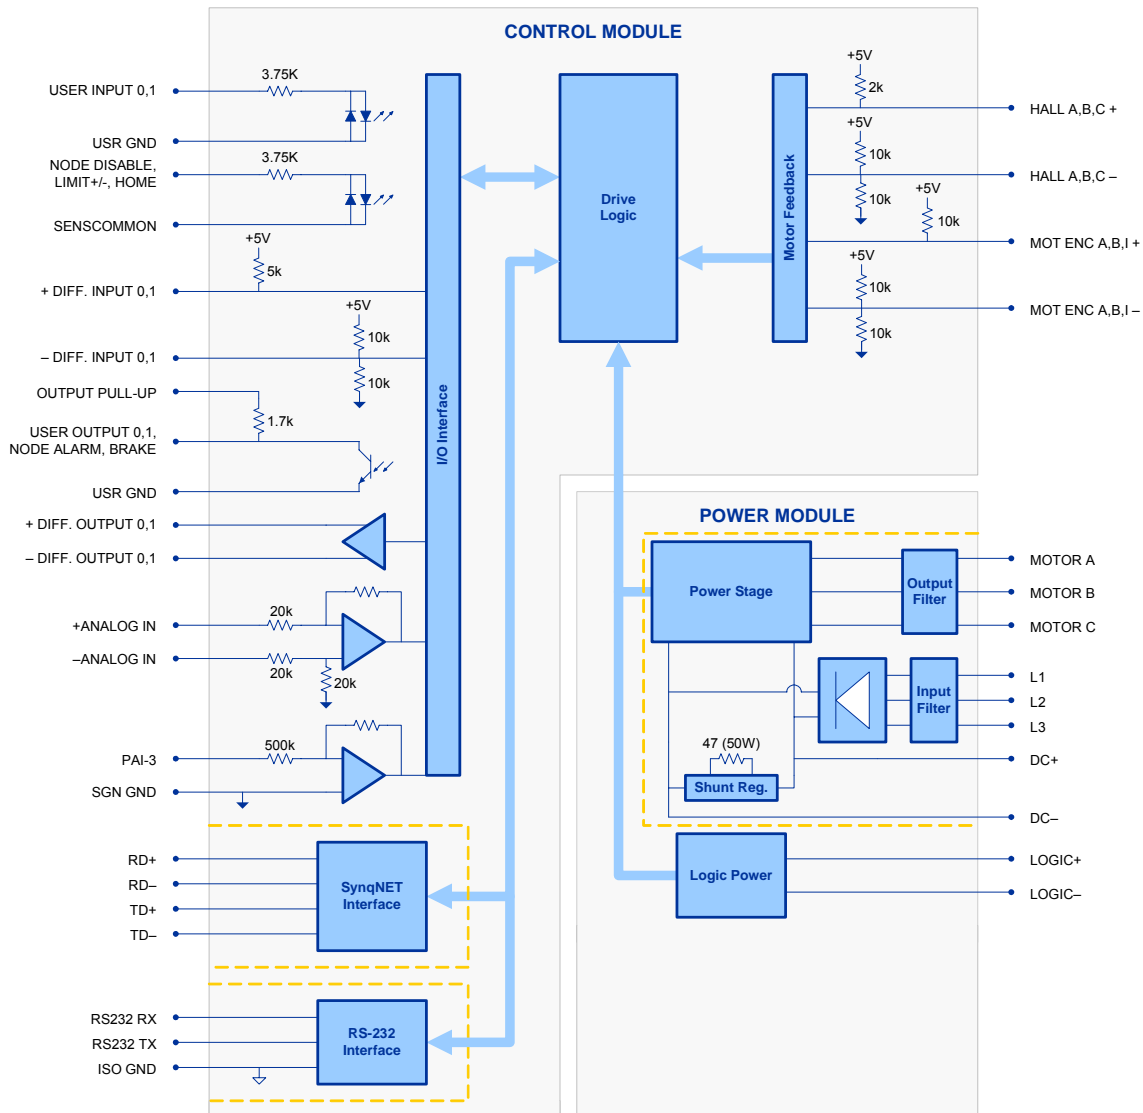 CONTROL MODULE
USER INPUT 0,1
3.75K
USR GND
NODE DISABLE,
LIMIT+/-, HOME
3.75K
SENSCOMMON
+5V
5k
+ DIFF. INPUT 0,1
+5V
10k
– DIFF. INPUT 0,1
10k
OUTPUT PULL-UP
1.7k
USER OUTPUT 0,1,
NODE ALARM, BRAKE
USR GND
+ DIFF. OUTPUT 0,1
– DIFF. OUTPUT 0,1
+ANALOG IN
20k
–ANALOG IN
20k
20k
PAI-3
500k
SGN GND
I/O Interface
Drive
Logic
Motor Feedback
+5V
2k
HALL A,B,C +
+5V
10k
HALL A,B,C –
10k
+5V
10k
MOT ENC A,B,I +
+5V
10k
MOT ENC A,B,I –
10k
RD+
RD–
TD+
TD–
SynqNET
Interface
RS232 RX
RS232 TX
ISO GND
RS-232
Interface
POWER MODULE
Power Stage
Output
Filter
MOTOR A
MOTOR B
MOTOR C
Input
Filter
L1
L2
L3
47 (50W)
Shunt Reg.
DC+
DC–
Logic Power
LOGIC+
LOGIC–